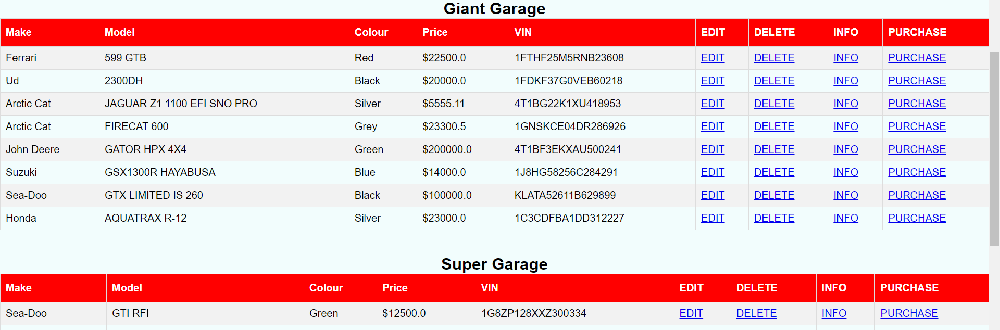 Giant Garage
Make Model Colour Price VIN EDIT DELETE INFO PURCHASE
Ferrari 599 GTB Red $22500.0 1FTHF25M5RNB23608 EDIT DELETE INFO PURCHASE
Ud 2300DH Black $20000.0 1FDKF37G0VEB60218 EDIT DELETE INFO PURCHASE
Arctic Cat JAGUAR Z1 1100 EFI SNO PRO Silver $5555.11 4T1BG22K1XU418953 EDIT DELETE INFO PURCHASE
Arctic Cat FIRECAT 600 Grey $23300.5 1GNSKCE04DR286926 EDIT DELETE INFO PURCHASE
John Deere GATOR HPX 4X4 Green $200000.0 4T1BF3EKXAU500241 EDIT DELETE INFO PURCHASE
Suzuki GSX1300R HAYABUSA Blue $14000.0 1J8HG58256C284291 EDIT DELETE INFO PURCHASE
Sea-Doo GTX LIMITED IS 260 Black $100000.0 KLATA52611B629899 EDIT DELETE INFO PURCHASE
Honda AQUATRAX R-12 Silver $23000.0 1C3CDFBA1DD312227 EDIT DELETE INFO PURCHASE
Super Garage
Make Model Colour Price VIN EDIT DELETE INFO PURCHASE
Sea-Doo GTI RFI Green $12500.0 1G8ZP128XXZ300334 EDIT DELETE INFO PURCHASE